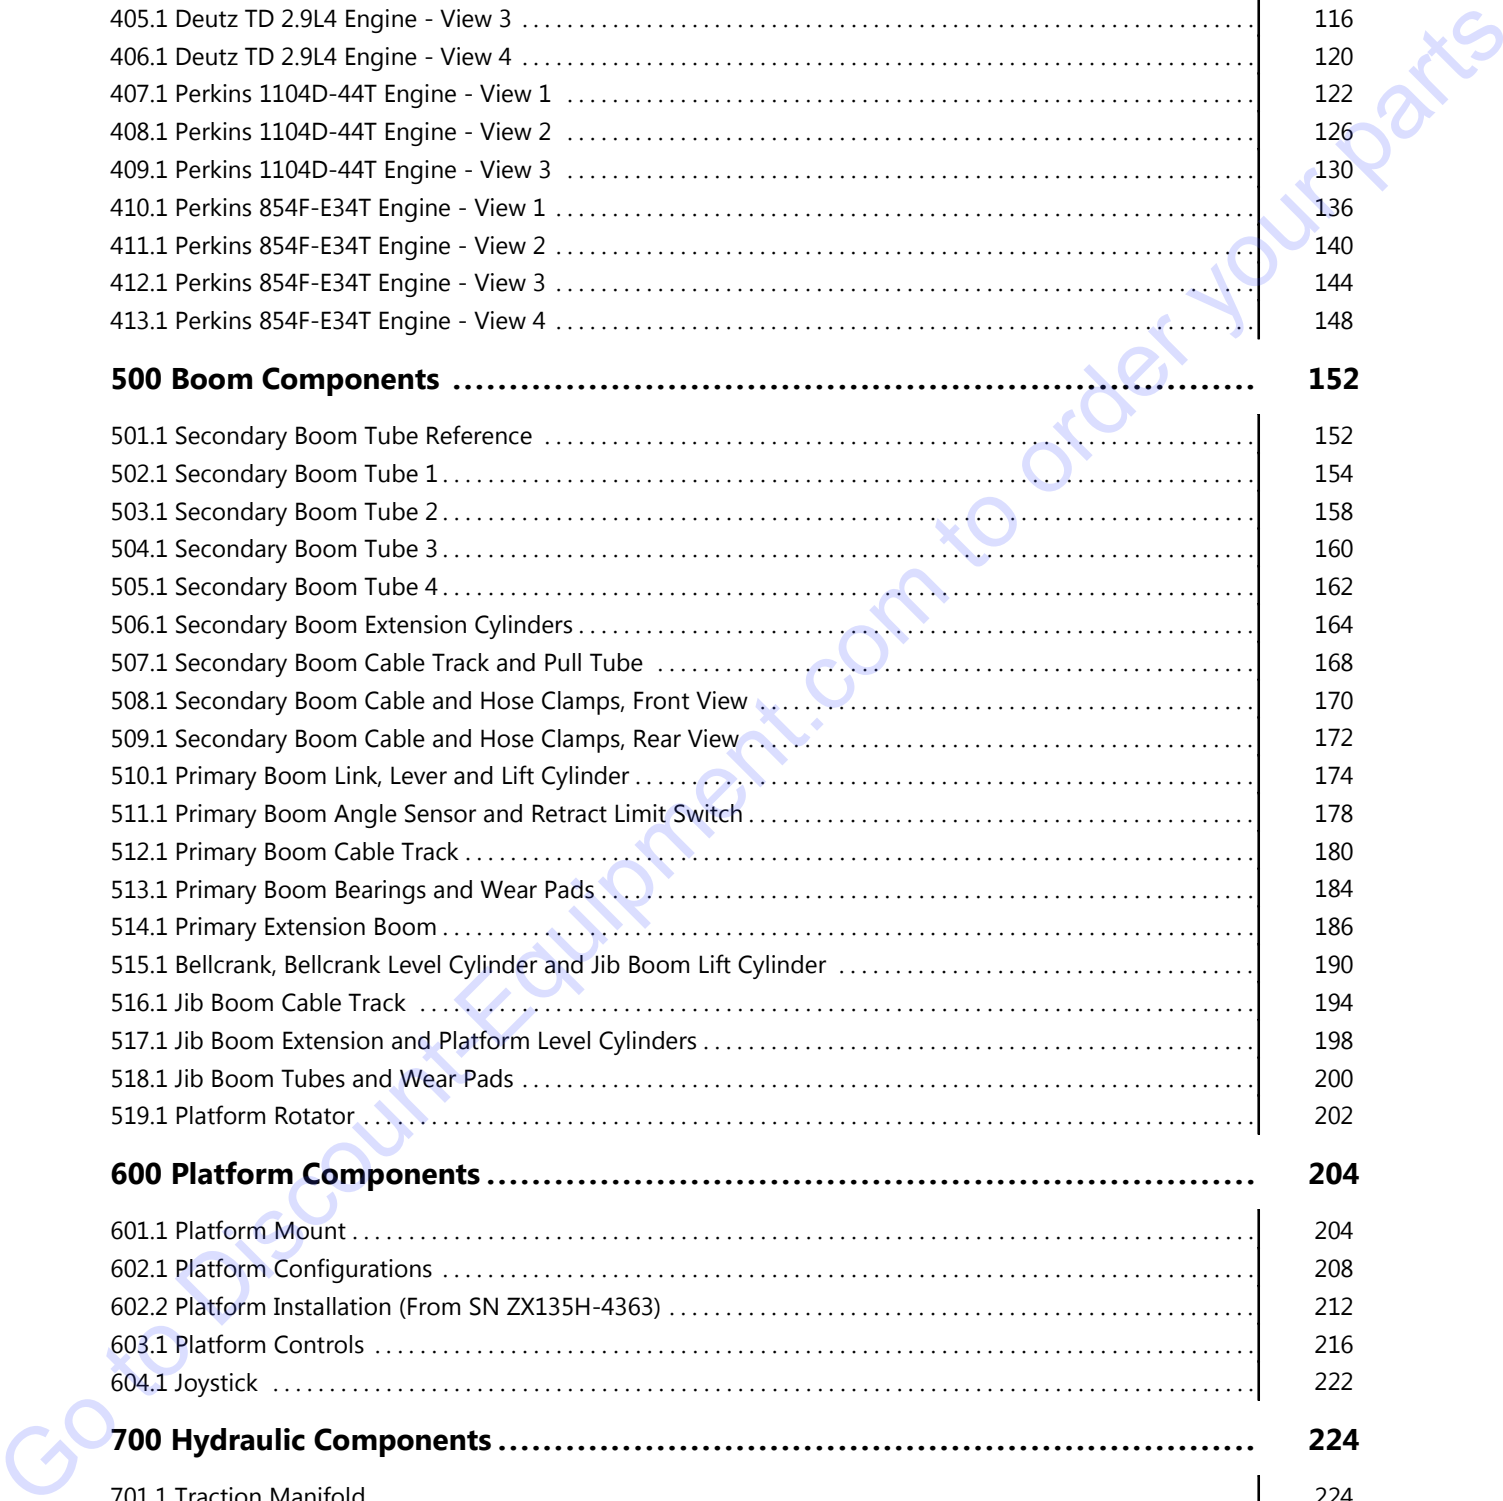 405.1 Deutz TD 2.9L4 Engine - View 3 116
406.1 Deutz TD 2.9L4 Engine - View 4 120
407.1 Perkins 1104D-44T Engine - View 1 122
408.1 Perkins 1104D-44T Engine - View 2 126
409.1 Perkins 1104D-44T Engine - View 3 130
410.1 Perkins 854F-E34T Engine - View 1 136
411.1 Perkins 854F-E34T Engine - View 2 140
412.1 Perkins 854F-E34T Engine - View 3 144
413.1 Perkins 854F-E34T Engine - View 4 148
500 Boom Components 152
501.1 Secondary Boom Tube Reference 152
502.1 Secondary Boom Tube 1 154
503.1 Secondary Boom Tube 2 158
504.1 Secondary Boom Tube 3 160
505.1 Secondary Boom Tube 4 162
506.1 Secondary Boom Extension Cylinders 164
507.1 Secondary Boom Cable Track and Pull Tube 168
508.1 Secondary Boom Cable and Hose Clamps, Front View 170
509.1 Secondary Boom Cable and Hose Clamps, Rear View 172
510.1 Primary Boom Link, Lever and Lift Cylinder 174
511.1 Primary Boom Angle Sensor and Retract Limit Switch 178
512.1 Primary Boom Cable Track 180
513.1 Primary Boom Bearings and Wear Pads 184
514.1 Primary Extension Boom 186
515.1 Bellcrank, Bellcrank Level Cylinder and Jib Boom Lift Cylinder 190
516.1 Jib Boom Cable Track 194
517.1 Jib Boom Extension and Platform Level Cylinders 198
518.1 Jib Boom Tubes and Wear Pads 200
519.1 Platform Rotator 202
600 Platform Components 204
601.1 Platform Mount 204
602.1 Platform Configurations 208
602.2 Platform Installation (From SN ZX135H-4363) 212
603.1 Platform Controls 216
604.1 Joystick 222
700 Hydraulic Components 224
701.1 Traction Manifold 224
Go to Discount-Equipment.com to order your parts